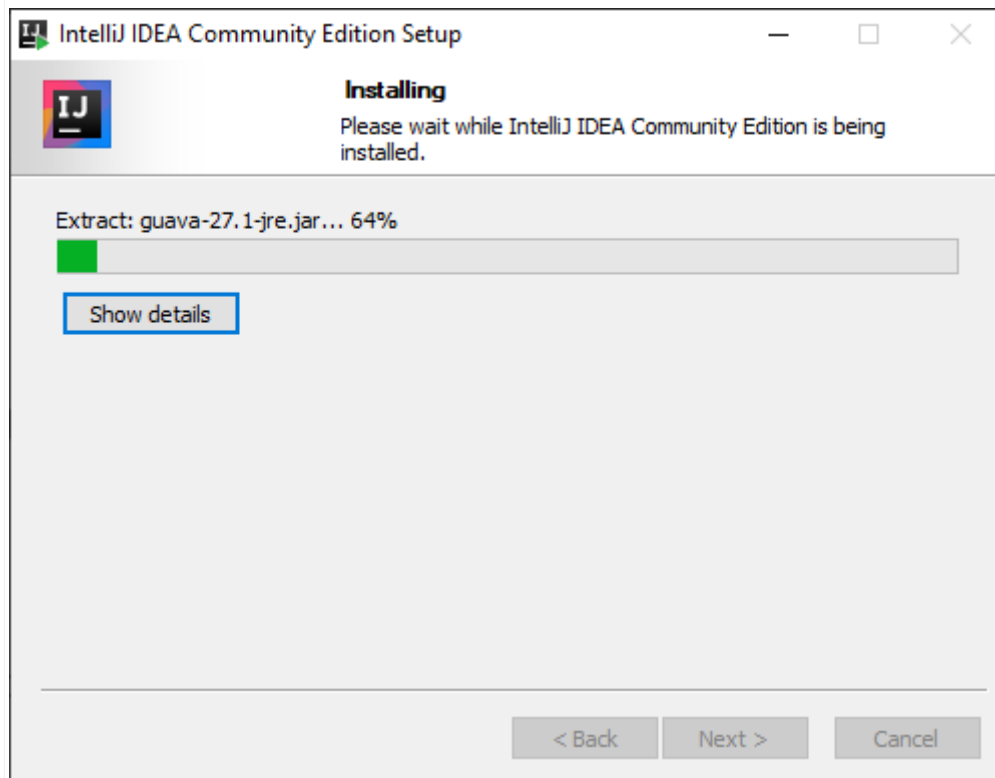 IntelliJ IDEA Community Edition Setup
IJ
Installing
Please wait while IntelliJ IDEA Community Edition is being
installed.
Extract: guava-27.1-jre.jar... 64%
Show details
< Back
Next >
Cancel